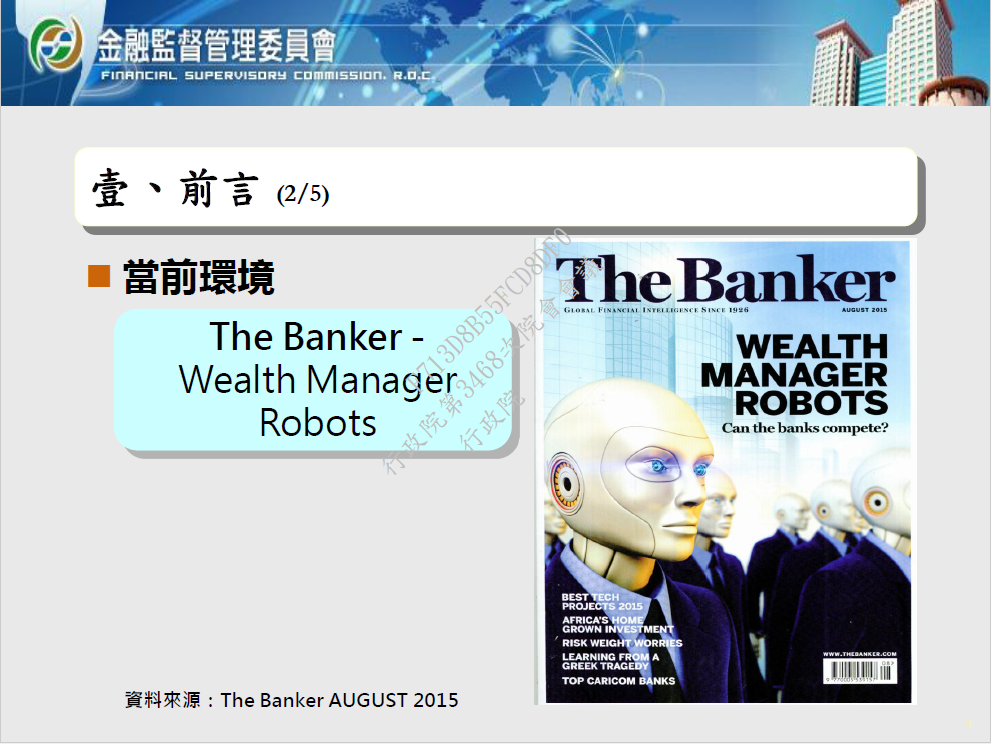 金融監督管理委員會
FINANCIAL SUPERVISORY COMMISSION, R.O.C.
壹、前言 (2/5)
當前環境
The Banker -
Wealth Manager
Robots
The Banker
GLOBAL FINANCIAL INTELLIGENCE SINCE 1926
AUGUST 2015
WEALTH
MANAGER
ROBOTS
Can the banks compete?
BEST TECH
PROJECTS 2015
AFRICA'S HOME
GROWN INVESTMENT
RISK WEIGHT WORRIES
LEARNING FROM A
GREEK TRAGEDY
TOP CARICOM BANKS
WWW.THEBANKER.COM
資料來源：The Banker AUGUST 2015
行政院第3468次院會會議
行政院